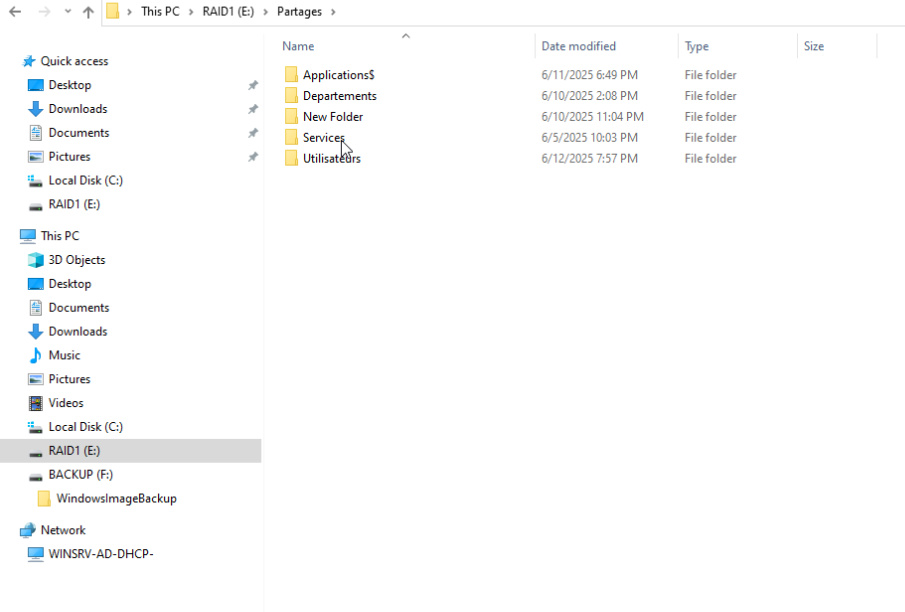 This PC > RAID1 (E:) > Partages >
Name Date modified Type Size
Quick access
Desktop
Downloads
Documents
Pictures
Local Disk (C:)
RAID1 (E:)
This PC
3D Objects
Desktop
Documents
Downloads
Music
Pictures
Videos
Local Disk (C:)
RAID1 (E:)
BACKUP (F:)
WindowsImageBackup
Network
WINSRV-AD-DHCP-
Applications$ 6/11/2025 6:49 PM File folder
Departements 6/10/2025 2:08 PM File folder
New Folder 6/10/2025 11:04 PM File folder
Services 6/5/2025 10:03 PM File folder
Utilisateurs 6/12/2025 7:57 PM File folder